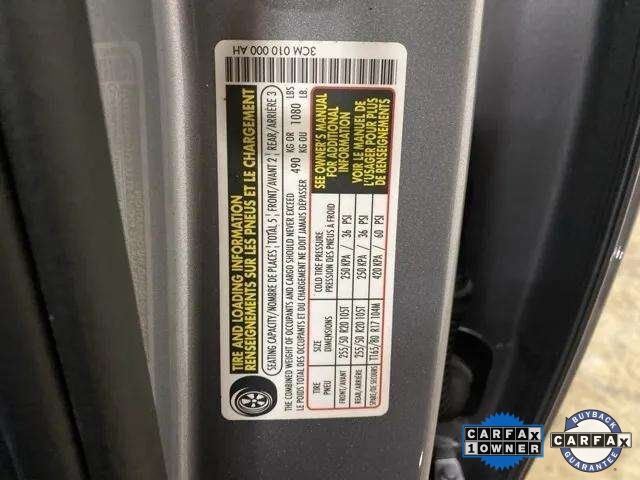 3CM 010 000 AH
TIRE AND LOADING INFORMATION
RENSEIGNEMENTS SUR LES PNEUS ET LE CHARGEMENT
SEATING CAPACITY/NOMBRE DE PLACES | TOTAL 5 | FRONT/AVANT 2 | REAR/ARRIÈRE 3
THE COMBINED WEIGHT OF OCCUPANTS AND CARGO SHOULD NEVER EXCEED 490 KG OR 1080 LBS
LE POIDS TOTAL DES OCCUPANTS ET DU CHARGEMENT NE DOIT JAMAIS DÉPASSER 490 KG OU 1080 LB.
TIRE SIZE COLD TIRE PRESSURE
PNEU DIMENSIONS PRESSION DES PNEUS À FROID
FRONT/AVANT 255/50 R20 105T 250 KPA / 36 PSI
REAR/ARRIÈRE 255/50 R20 105T 250 KPA / 36 PSI
SPARE/DE SECOURS T165/80 R17 104M 420 KPA / 60 PSI
SEE OWNER'S MANUAL
FOR ADDITIONAL
INFORMATION
VOIR LE MANUEL DE
L'USAGER POUR PLUS
DE RENSEIGNEMENTS
CARFAX
1 OWNER
BUYBACK
CARFAX
GUARANTEE